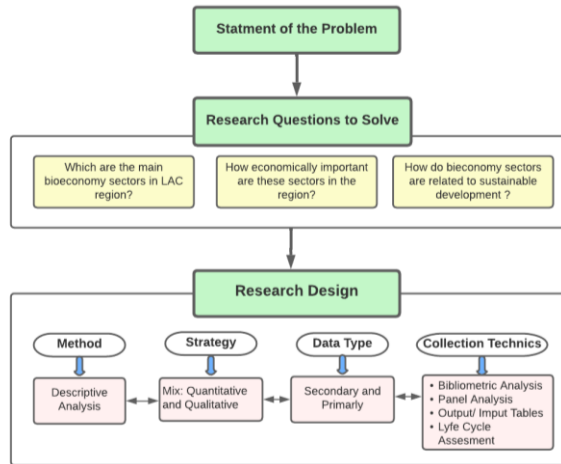 Statment of the Problem
Research Questions to Solve
Which are the main
bioeconomy sectors in LAC
region?
How economically important
are these sectors in the
region?
How do bieconomy sectors
are related to sustainable
development ?
Research Design
Method
Strategy
Data Type
Collection Technics
Descriptive
Analysis
Mix: Quantitative
and Qualitative
Secondary and
Primarly
• Bibliometric Analysis
• Panel Analysis
• Output/ Imput Tables
• Lyfe Cycle
Assesment